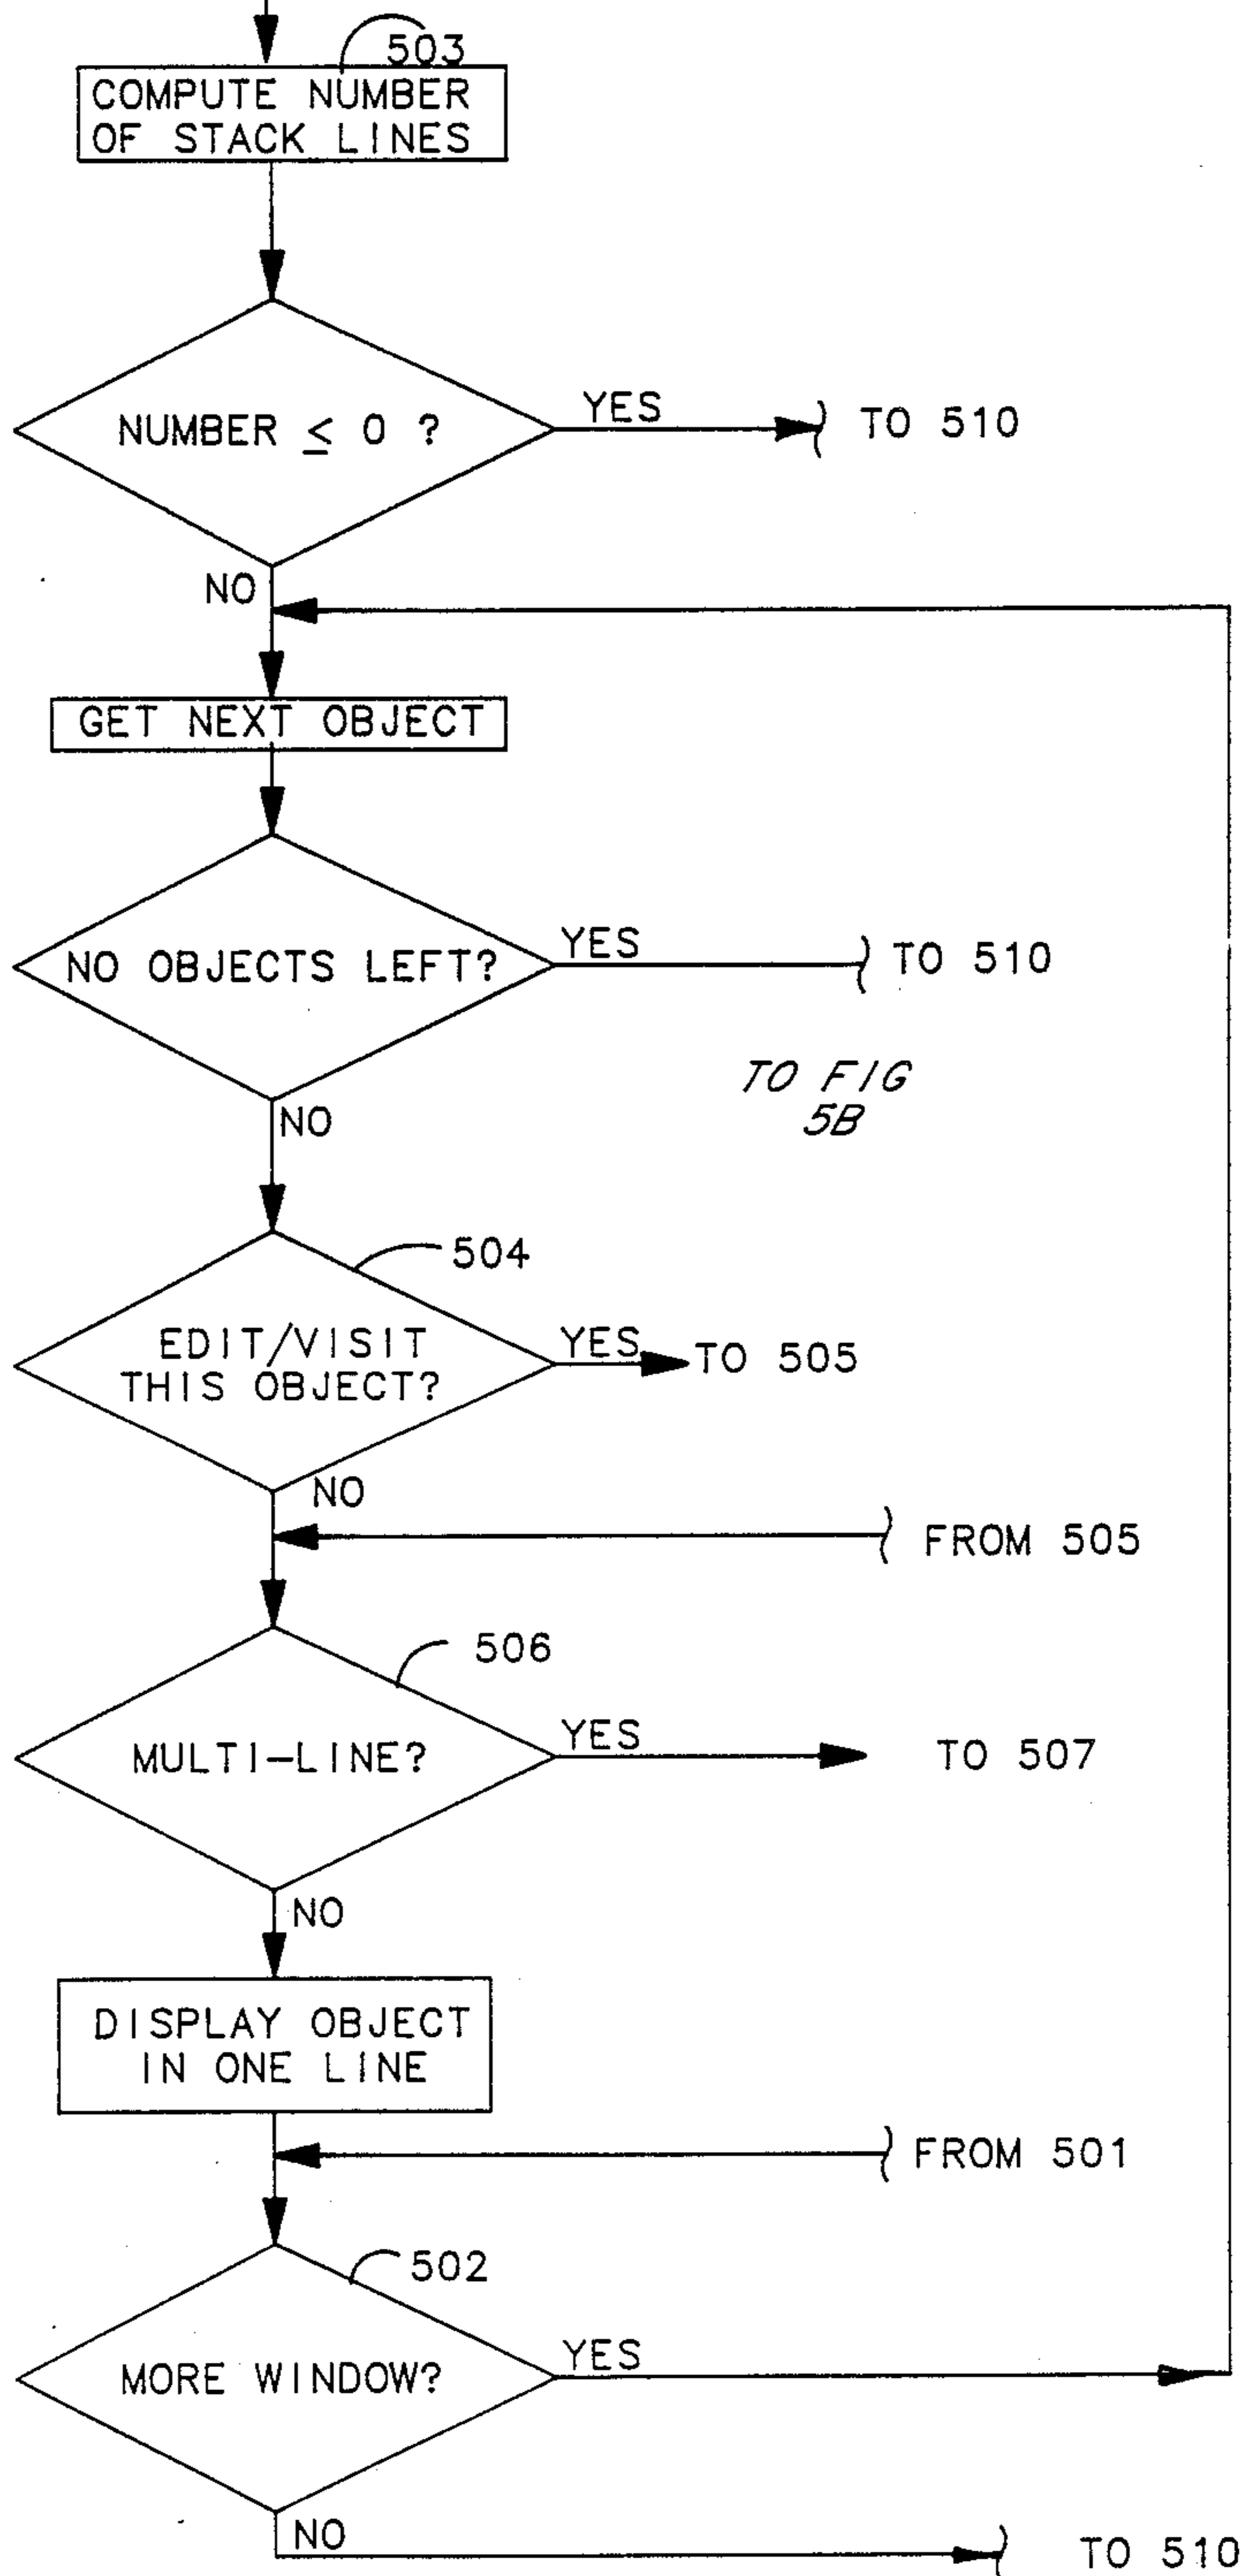 503
COMPUTE NUMBER
OF STACK LINES
NUMBER ≤ 0 ?
YES
TO 510
NO
GET NEXT OBJECT
NO OBJECTS LEFT?
YES
TO 510
TO FIG
5B
NO
504
EDIT/VISIT
THIS OBJECT?
YES
TO 505
NO
FROM 505
506
MULTI-LINE?
YES
TO 507
NO
DISPLAY OBJECT
IN ONE LINE
FROM 501
502
MORE WINDOW?
YES
NO
TO 510